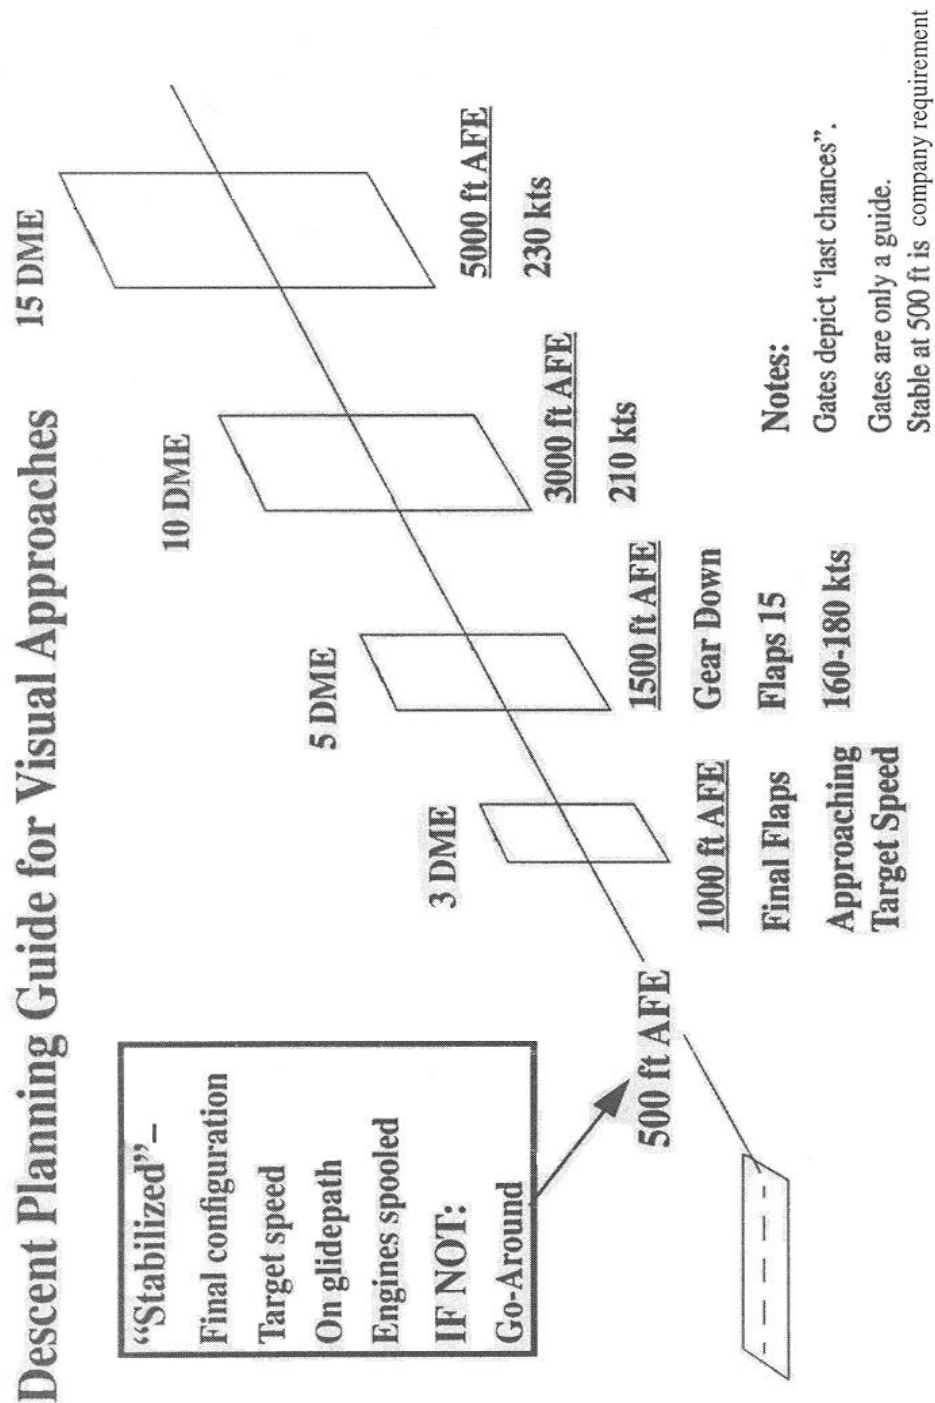 Descent Planning Guide for Visual Approaches
15 DME
10 DME
5 DME
3 DME
5000 ft AFE
230 kts
3000 ft AFE
210 kts
1500 ft AFE
Gear Down
Flaps 15
160-180 kts
1000 ft AFE
Final Flaps
Approaching
Target Speed
500 ft AFE
“Stabilized”–
Final configuration
Target speed
On glidepath
Engines spooled
IF NOT:
Go-Around
Notes:
Gates depict “last chances”.
Gates are only a guide.
Stable at 500 ft is company requirement